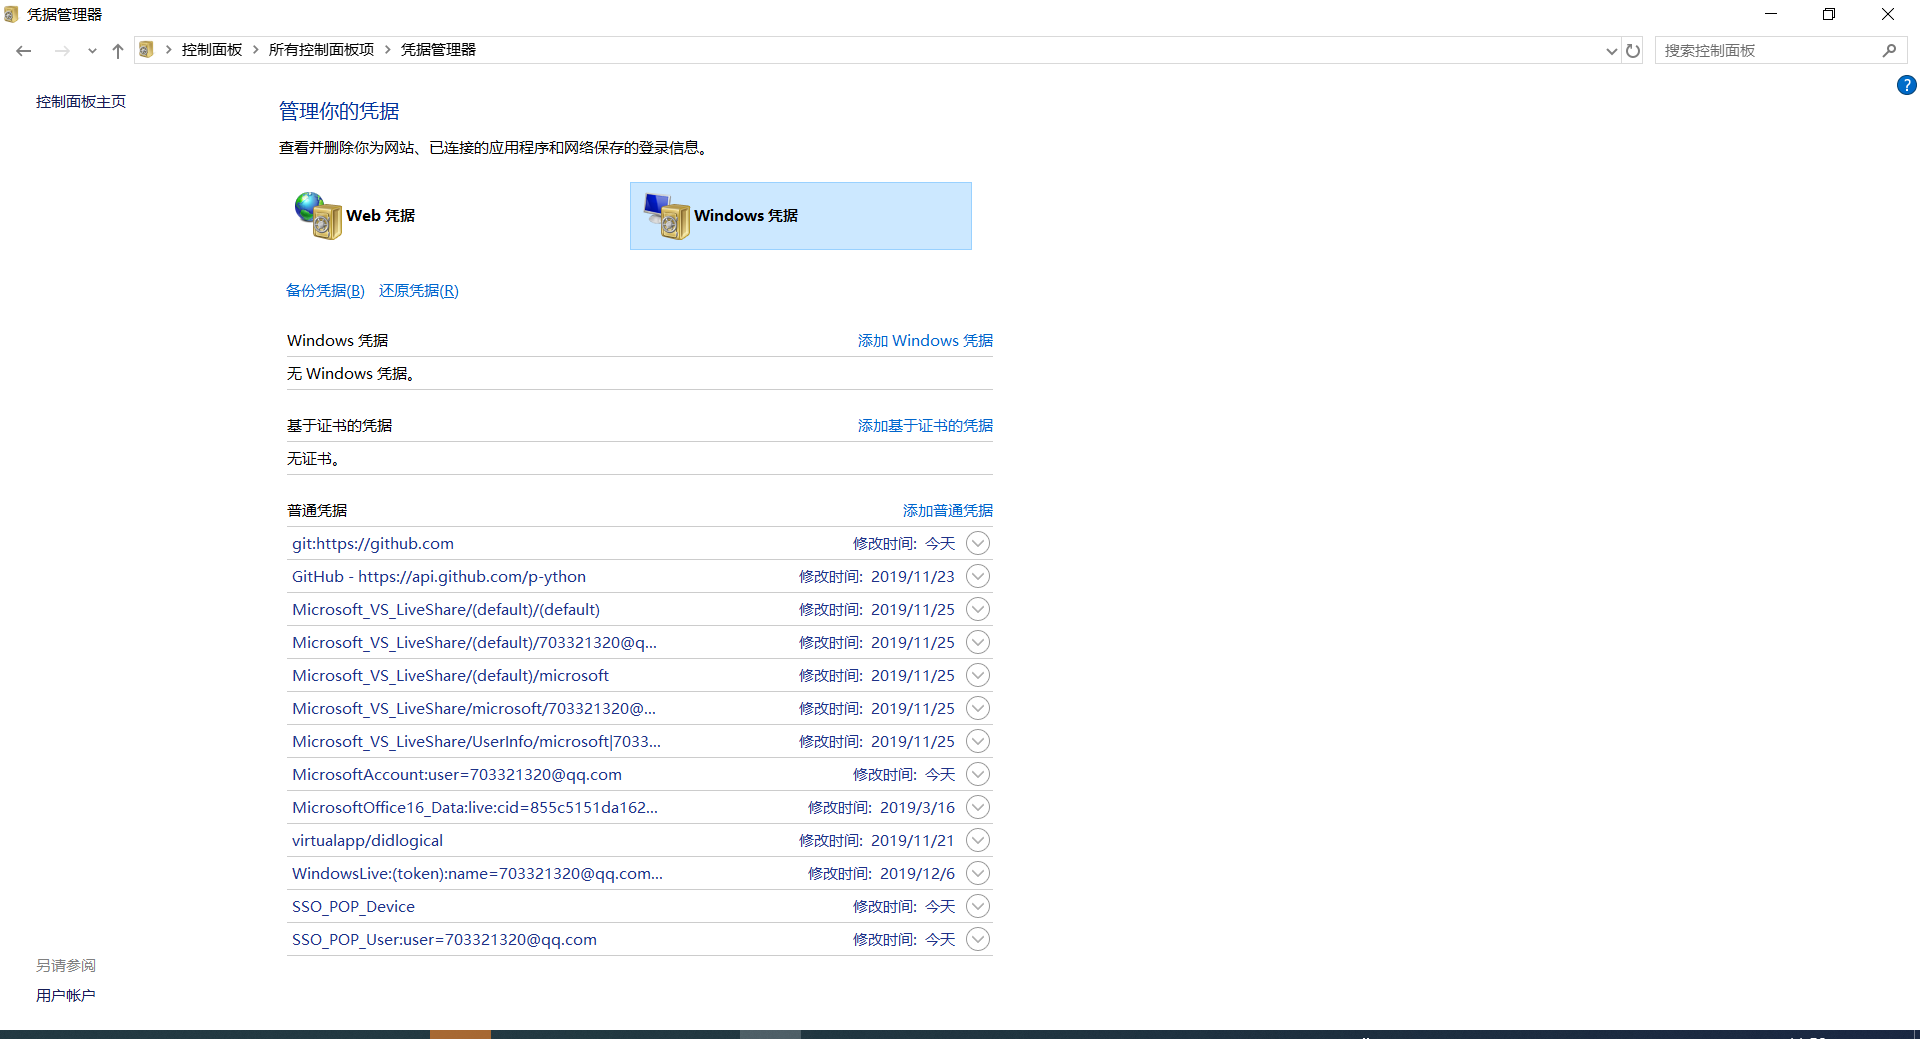 凭据管理器
控制面板 所有控制面板项 凭据管理器
搜索控制面板
?
控制面板主页
管理你的凭据
查看并删除你为网站、已连接的应用程序和网络保存的登录信息。
Web 凭据
Windows 凭据
备份凭据(B) 还原凭据(R)
Windows 凭据 添加 Windows 凭据
无 Windows 凭据。
基于证书的凭据 添加基于证书的凭据
无证书。
普通凭据 添加普通凭据
git:https://github.com 修改时间: 今天
GitHub - https://api.github.com/p-ython 修改时间: 2019/11/23
Microsoft_VS_LiveShare/(default)/(default) 修改时间: 2019/11/25
Microsoft_VS_LiveShare/(default)/703321320@q... 修改时间: 2019/11/25
Microsoft_VS_LiveShare/(default)/microsoft 修改时间: 2019/11/25
Microsoft_VS_LiveShare/microsoft/703321320@... 修改时间: 2019/11/25
Microsoft_VS_LiveShare/UserInfo/microsoft|7033... 修改时间: 2019/11/25
MicrosoftAccount:user=703321320@qq.com 修改时间: 今天
MicrosoftOffice16_Data:live:cid=855c5151da162... 修改时间: 2019/3/16
virtualapp/didlogical 修改时间: 2019/11/21
WindowsLive:(token):name=703321320@qq.com... 修改时间: 2019/12/6
SSO_POP_Device 修改时间: 今天
SSO_POP_User:user=703321320@qq.com 修改时间: 今天
另请参阅
用户帐户